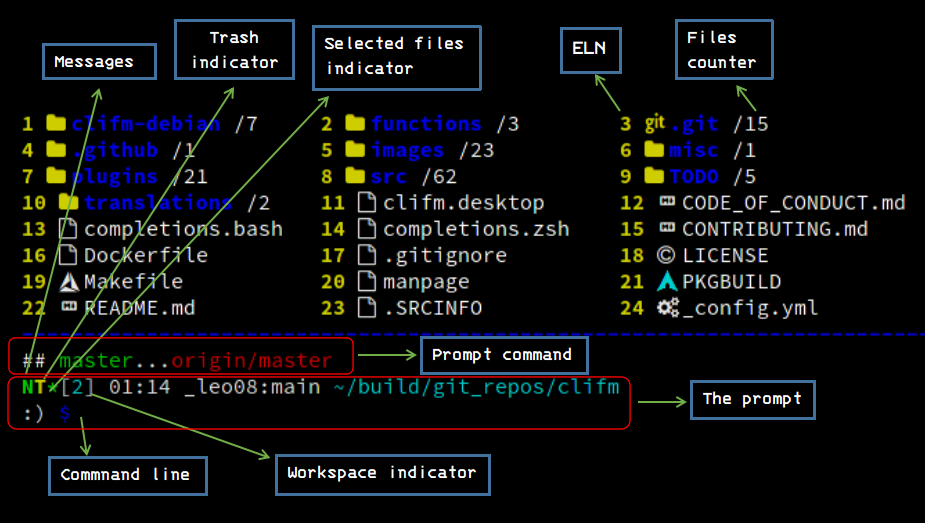 Messages
Trash
indicator
Selected files
indicator
ELN
Files
counter
1 clifm-debian /7 2 functions /3 3 git .git /15
4 .github /1 5 images /23 6 misc /1
7 plugins /21 8 src /62 9 TODO /5
10 translations /2 11 clifm.desktop 12 CODE_OF_CONDUCT.md
13 completions.bash 14 completions.zsh 15 CONTRIBUTING.md
16 Dockerfile 17 .gitignore 18 LICENSE
19 Makefile 20 manpage 21 PKGBUILD
22 README.md 23 .SRCINFO 24 _config.yml
## master...origin/master
Prompt command
NT*[2] 01:14 _leo08:main ~/build/git_repos/clifm
The prompt
:) $
Commnand line
Workspace indicator